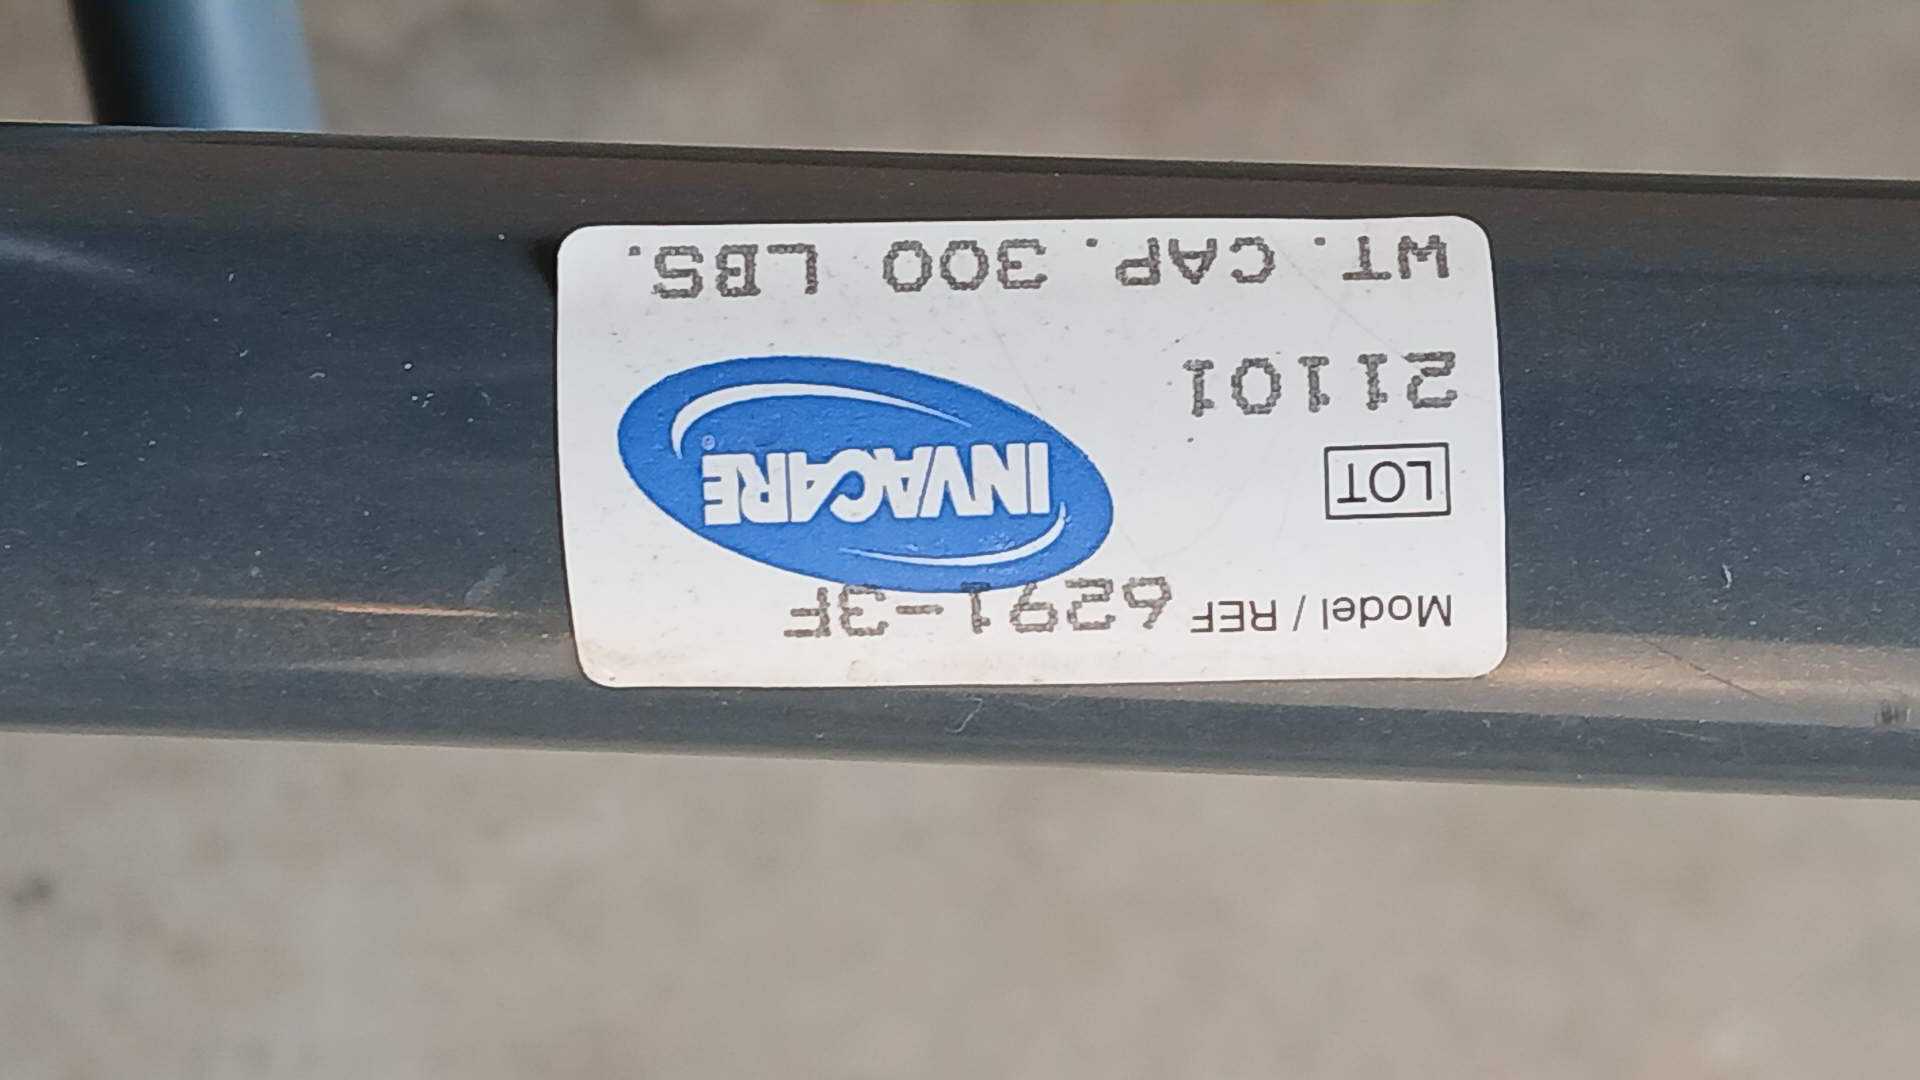 Model / REF 6291-3F
LOT
21101
INVACARE®
WT. CAP. 300 LBS.